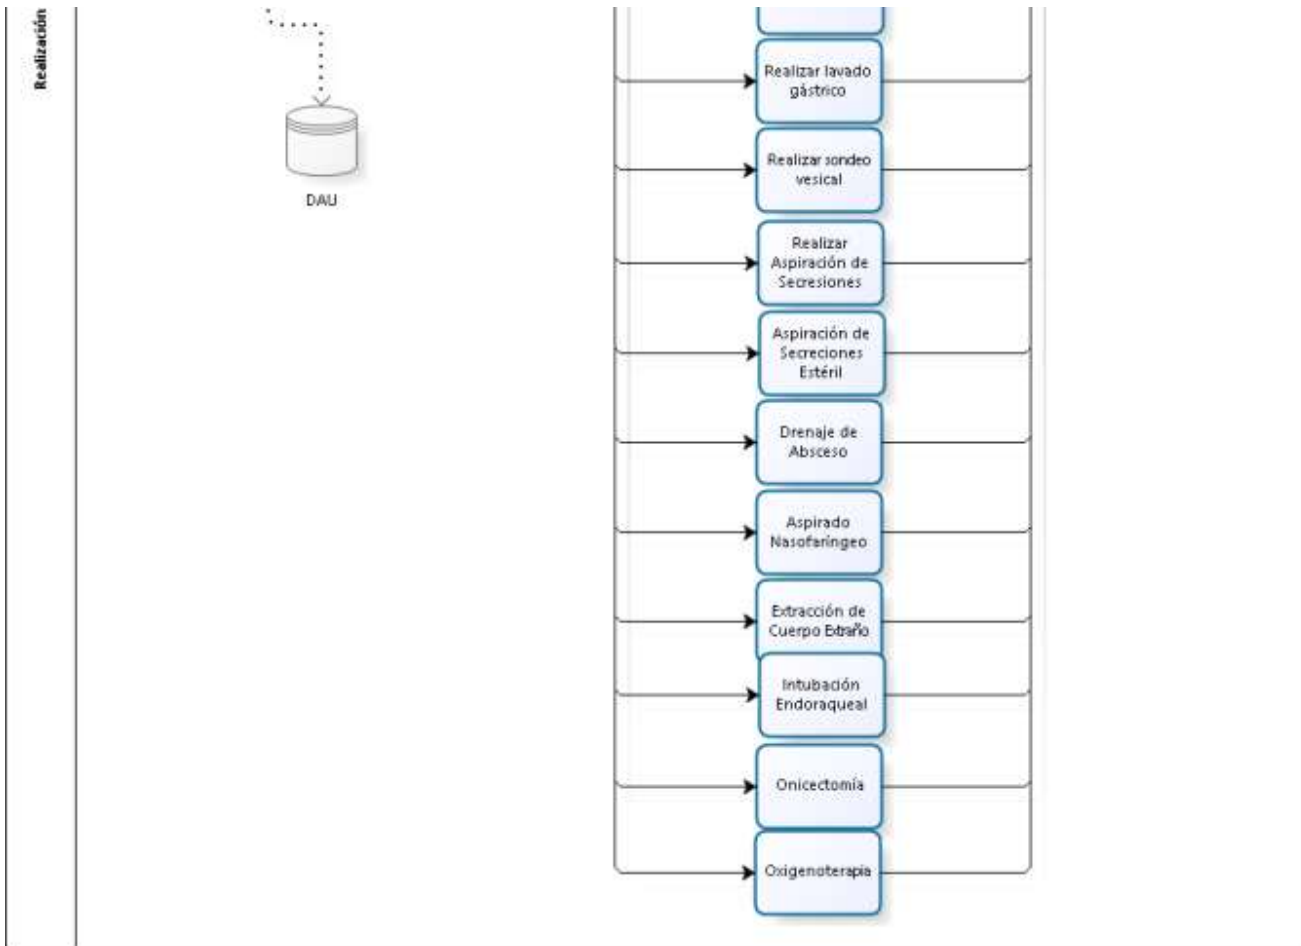 Realización
DAU
Realizar lavado
gástrico
Realizar sondeo
vesical
Realizar
Aspiración de
Secresiones
Aspiración de
Secreciones
Estéril
Drenaje de
Absceso
Aspirado
Nasofaríngeo
Extracción de
Cuerpo Extraño
Intubación
Endoraqueal
Onicectomía
Oxigenoterapia